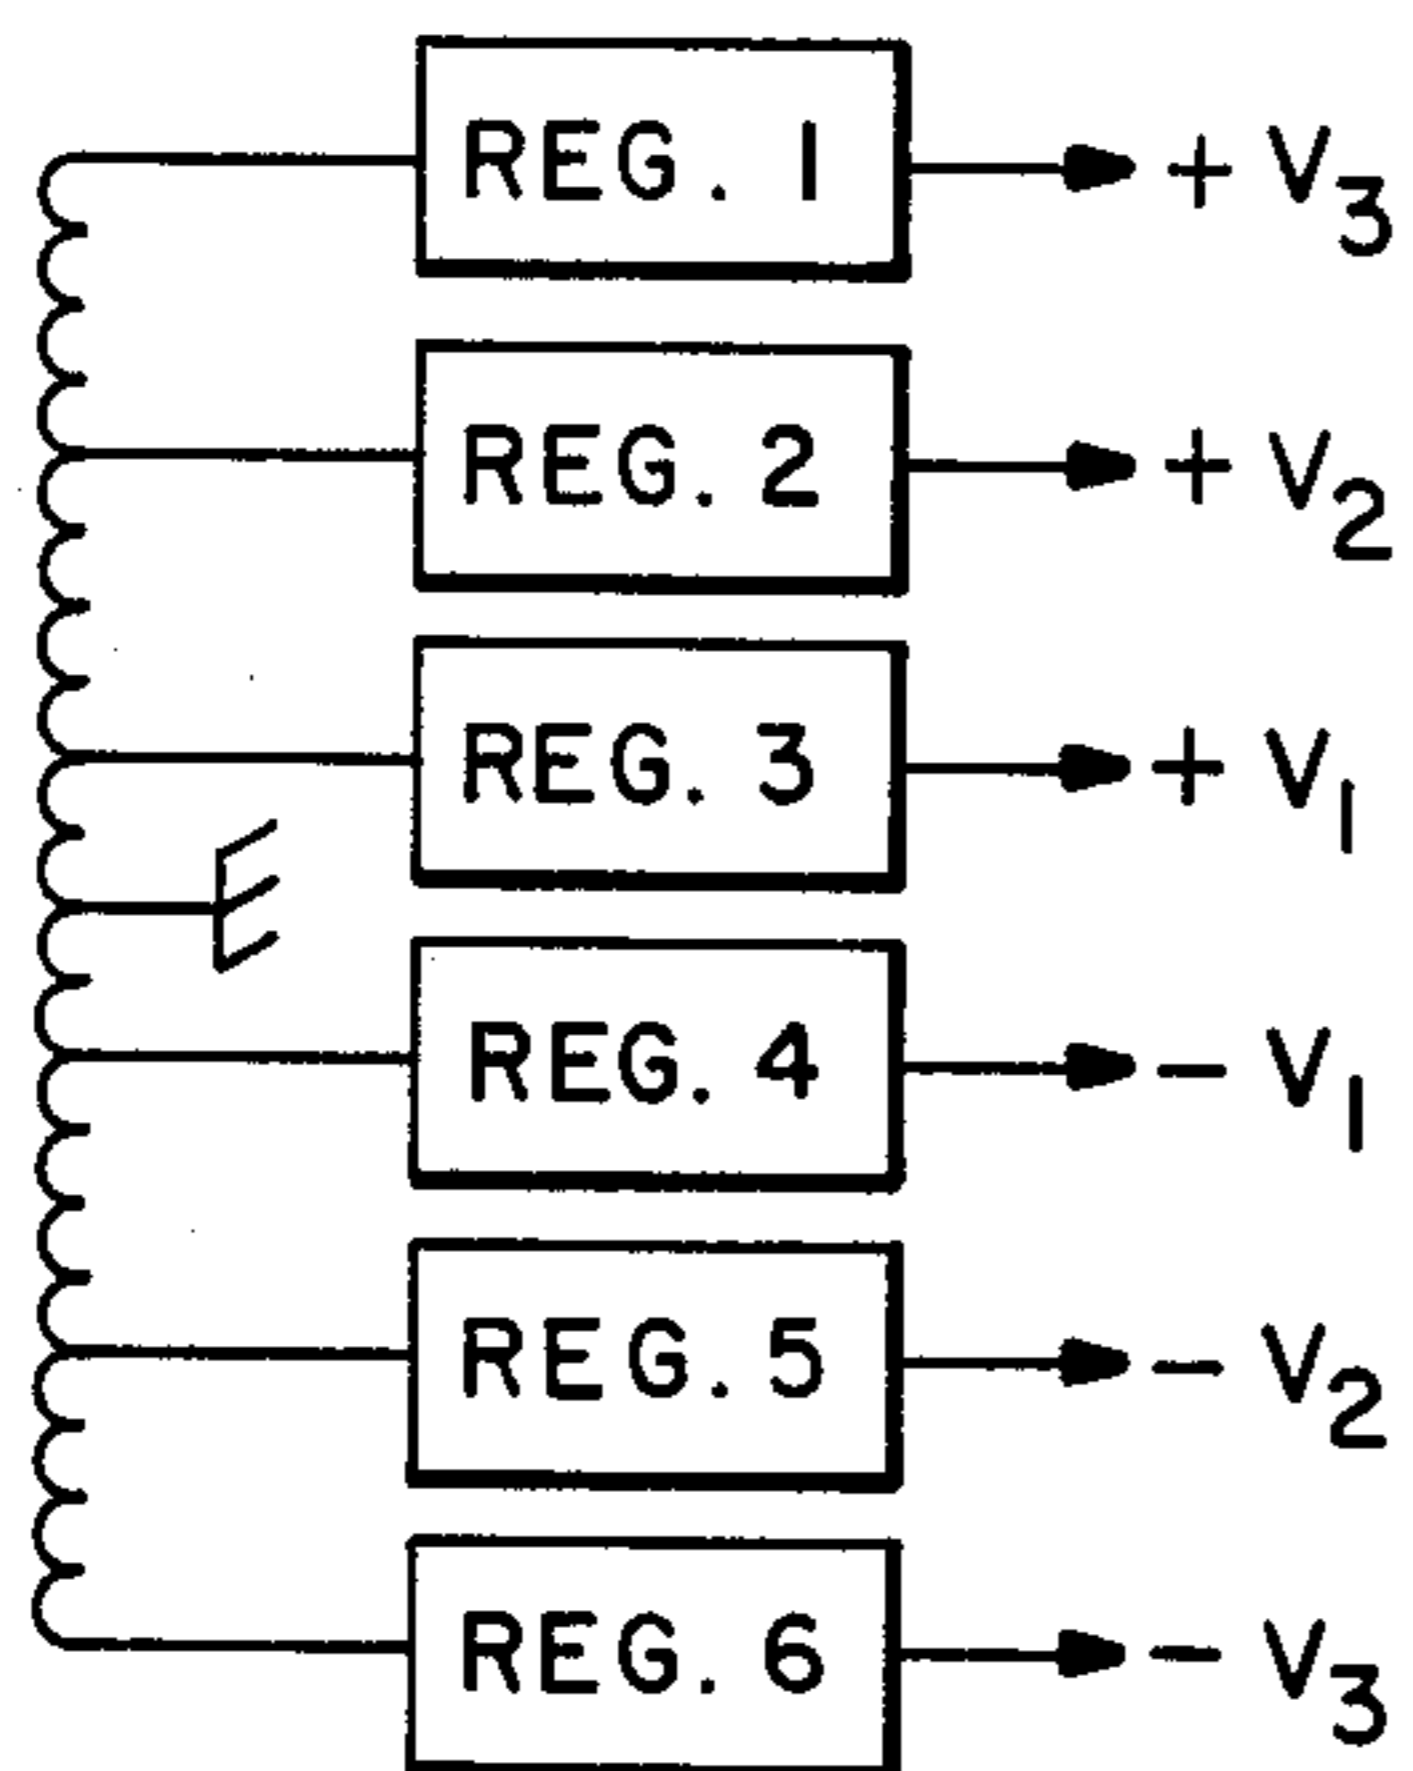 REG. 1 + V3
REG. 2 + V2
REG. 3 + V1
REG. 4 - V1
REG. 5 - V2
REG. 6 - V3